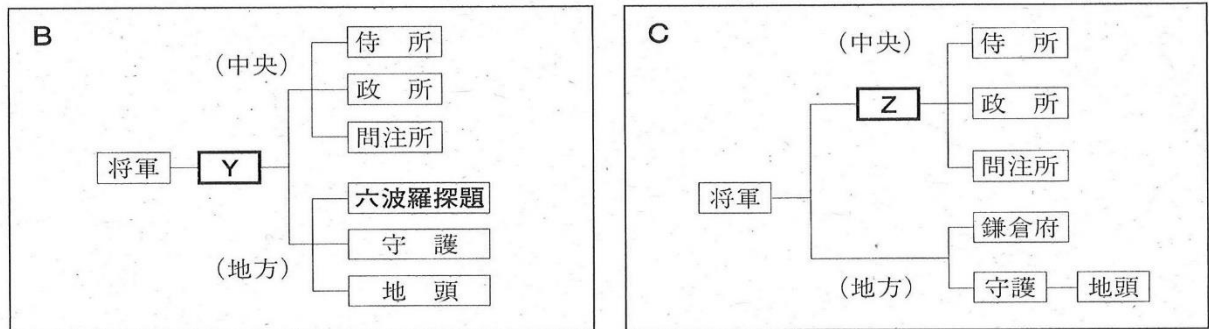 B
(中央)
侍 所
政 所
問注所
将軍
Y
六波羅探題
守 護
(地方)
地 頭
C
(中央)
侍 所
Z
政 所
問注所
将軍
鎌倉府
(地方)
守護
地頭